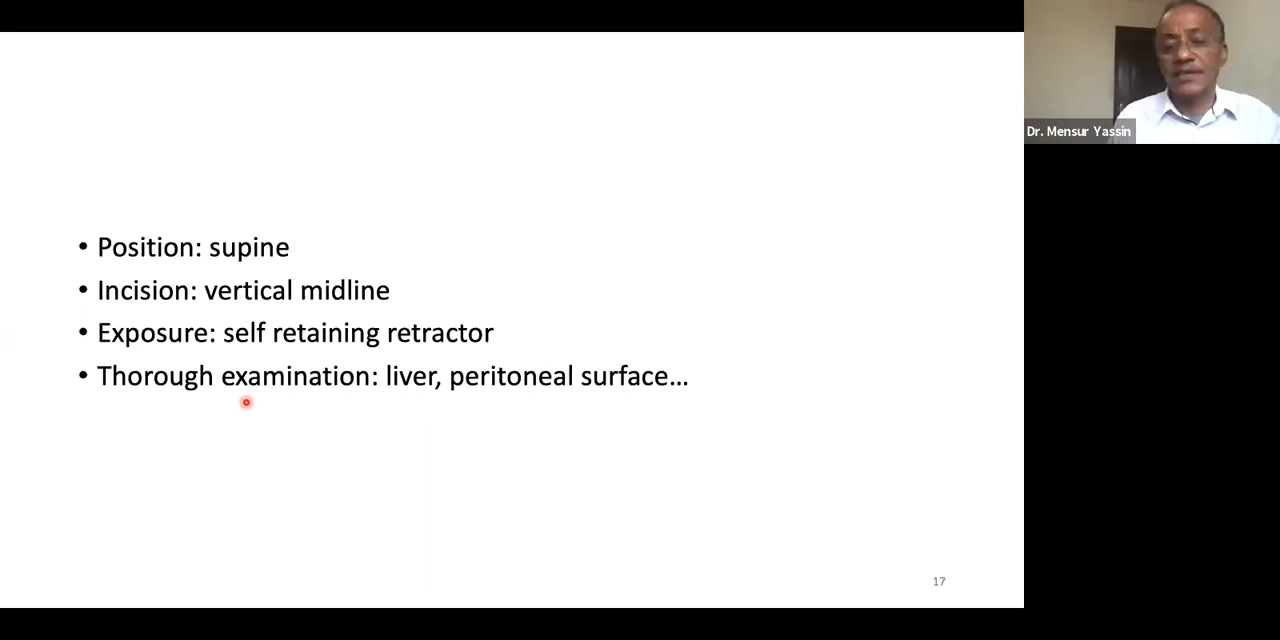 • Position: supine
• Incision: vertical midline
• Exposure: self retaining retractor
• Thorough examination: liver, peritoneal surface…
17
Dr. Mensur Yassin